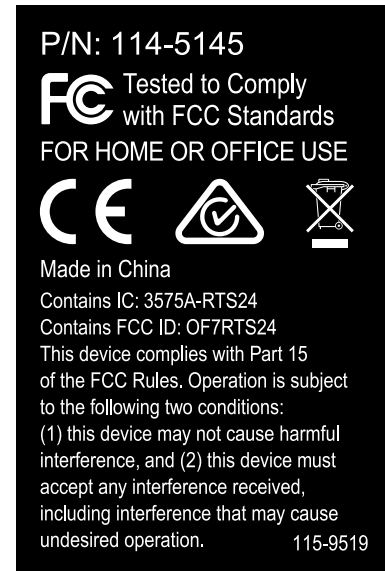 P/N: 114-5145
FC Tested to Comply
with FCC Standards
FOR HOME OR OFFICE USE
CE
Made in China
Contains IC: 3575A-RTS24
Contains FCC ID: OF7RTS24
This device complies with Part 15
of the FCC Rules. Operation is subject
to the following two conditions:
(1) this device may not cause harmful
interference, and (2) this device must
accept any interference received,
including interference that may cause
undesired operation. 115-9519